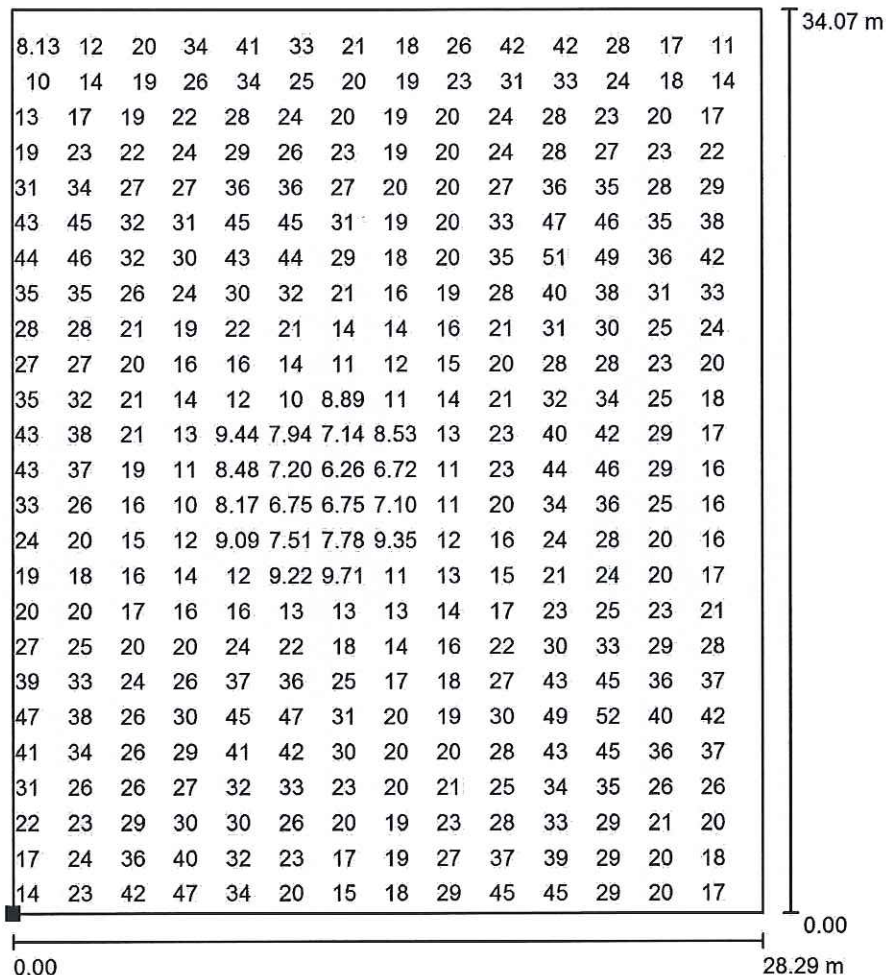 34.07 m
8.13 12 20 34 41 33 21 18 26 42 42 28 17 11
10 14 19 26 34 25 20 19 23 31 33 24 18 14
13 17 19 22 28 24 20 19 20 24 28 23 20 17
19 23 22 24 29 26 23 19 20 24 28 27 23 22
31 34 27 27 36 36 27 20 20 27 36 35 28 29
43 45 32 31 45 45 31 19 20 33 47 46 35 38
44 46 32 30 43 44 29 18 20 35 51 49 36 42
35 35 26 24 30 32 21 16 19 28 40 38 31 33
28 28 21 19 22 21 14 14 16 21 31 30 25 24
27 27 20 16 16 14 11 12 15 20 28 28 23 20
35 32 21 14 12 10 8.89 11 14 21 32 34 25 18
43 38 21 13 9.44 7.94 7.14 8.53 13 23 40 42 29 17
43 37 19 11 8.48 7.20 6.26 6.72 11 23 44 46 29 16
33 26 16 10 8.17 6.75 6.75 7.10 11 20 34 36 25 16
24 20 15 12 9.09 7.51 7.78 9.35 12 16 24 28 20 16
19 18 16 14 12 9.22 9.71 11 13 15 21 24 20 17
20 20 17 16 16 13 13 13 14 17 23 25 23 21
27 25 20 20 24 22 18 14 16 22 30 33 29 28
39 33 24 26 37 36 25 17 18 27 43 45 36 37
47 38 26 30 45 47 31 20 19 30 49 52 40 42
41 34 26 29 41 42 30 20 20 28 43 45 36 37
31 26 26 27 32 33 23 20 21 25 34 35 26 26
22 23 29 30 30 26 20 19 23 28 33 29 21 20
17 24 36 40 32 23 17 19 27 37 39 29 20 18
14 23 42 47 34 20 15 18 29 45 45 29 20 17
0.00
0.00 28.29 m